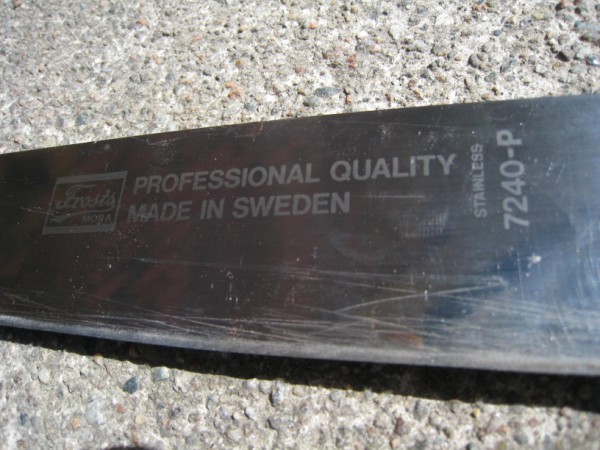 Frosts
MORA
PROFESSIONAL QUALITY
MADE IN SWEDEN
STAINLESS
7240-P